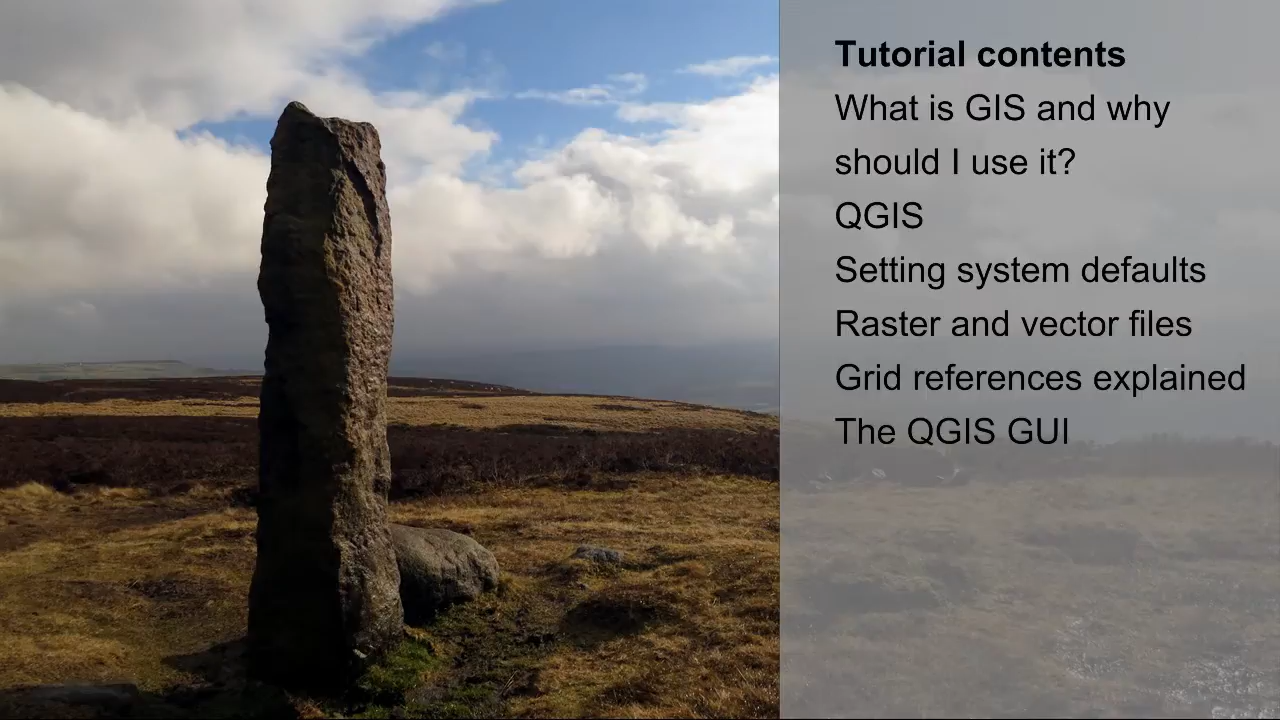 Tutorial contents
What is GIS and why
should I use it?
QGIS
Setting system defaults
Raster and vector files
Grid references explained
The QGIS GUI